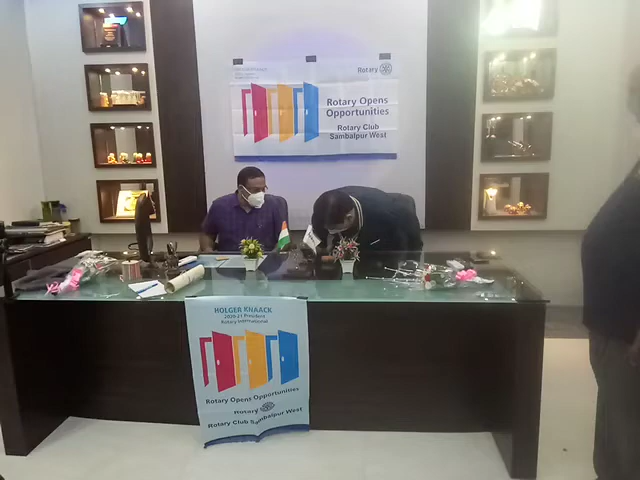 Rotary
Rotary Opens
Opportunities
Rotary Club
Sambalpur West
HOLGER KNAACK
2020-21 President
Rotary International
Rotary Opens Opportunities
Rotary
Rotary Club Sambalpur West